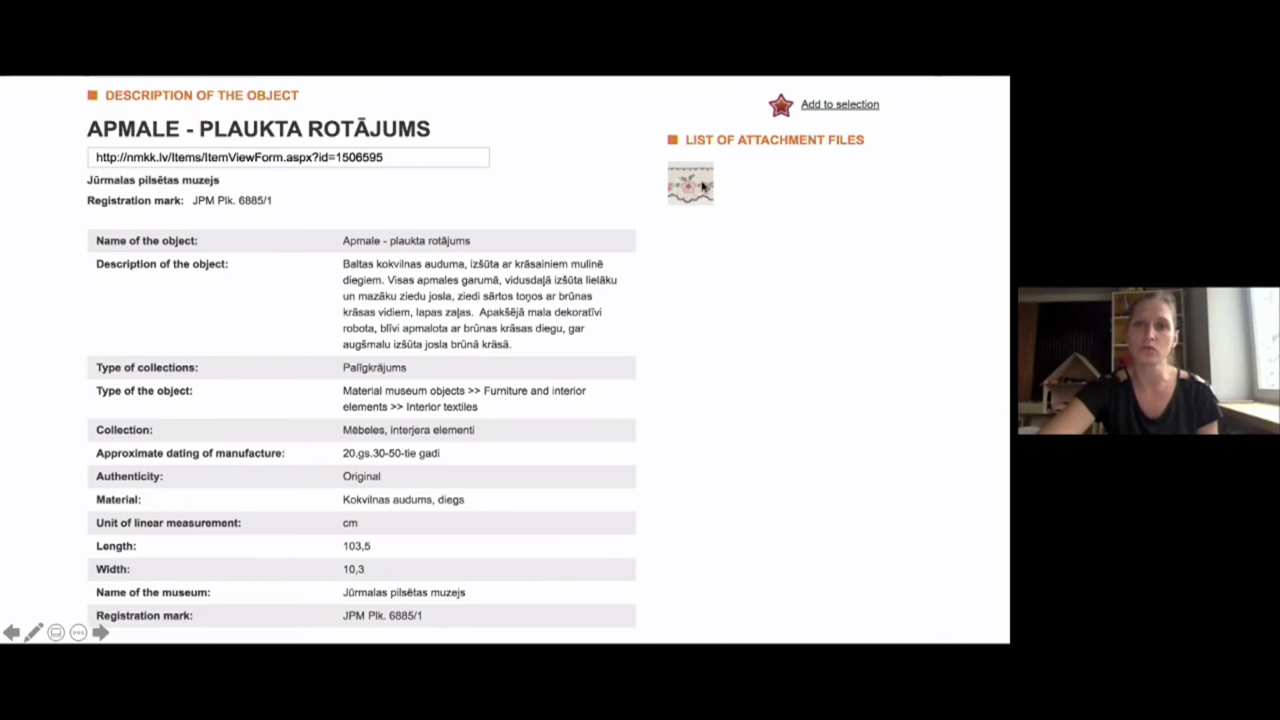 DESCRIPTION OF THE OBJECT
APMALE - PLAUKTA ROTĀJUMS
http://nmkk.lv/Items/ItemViewForm.aspx?id=1506595
Jūrmalas pilsētas muzejs
Registration mark: JPM Plk. 6885/1
Name of the object: Apmale - plaukta rotājums
Description of the object: Baltas kokvilnas auduma, izšūta ar krāsainiem mulinē
diegiem. Visas apmales garumā, vidusdaļā izšūta lielāku
un mazāku ziedu josla, ziedi sārtos toņos ar brūnas
krāsas vidiem, lapas zaļas. Apakšējā mala dekoratīvi
robota, blīvi apmalota ar brūnas krāsas diegu, gar
augšmalu izšūta josla brūnā krāsā.
Type of collections: Palīgkrājums
Type of the object: Material museum objects >> Furniture and interior
elements >> Interior textiles
Collection: Mēbeles, interjera elementi
Approximate dating of manufacture: 20.gs.30-50-tie gadi
Authenticity: Original
Material: Kokvilnas audums, diegs
Unit of linear measurement: cm
Length: 103,5
Width: 10,3
Name of the museum: Jūrmalas pilsētas muzejs
Registration mark: JPM Plk. 6885/1
Add to selection
LIST OF ATTACHMENT FILES